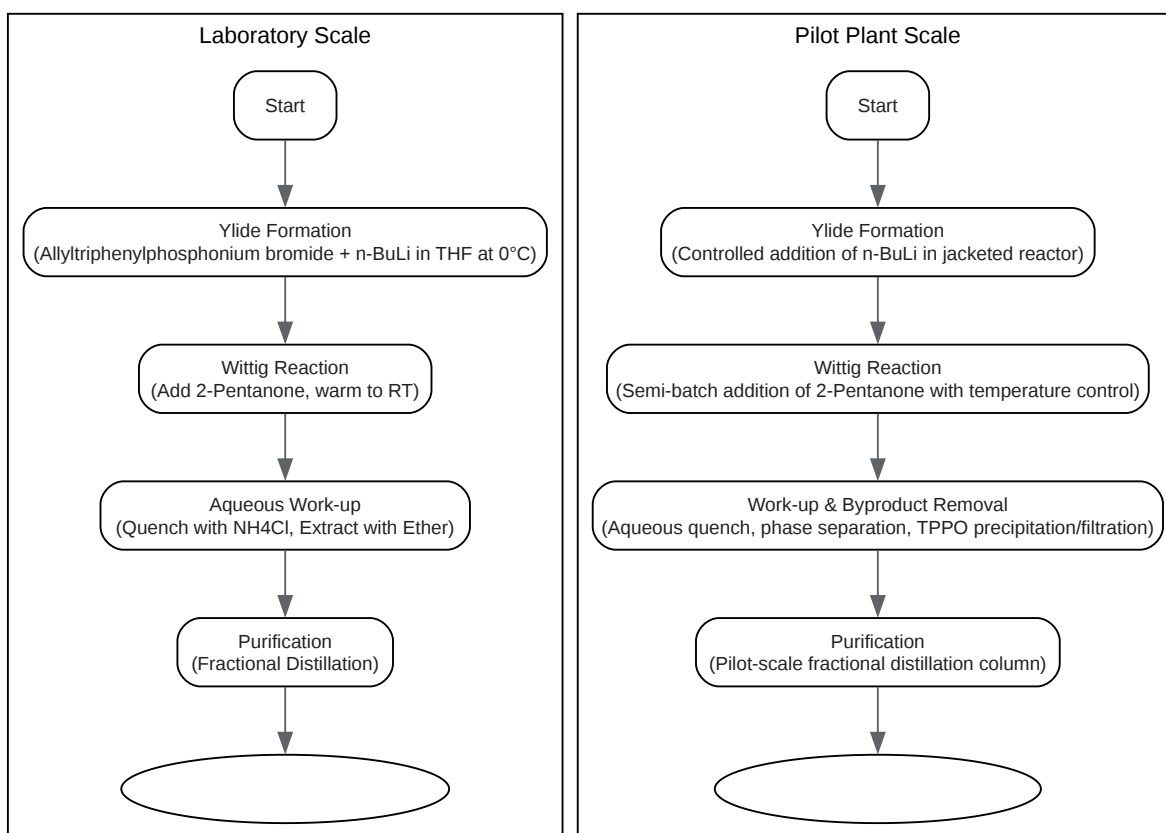 Laboratory Scale
Start
Ylide Formation
(Allyltriphenylphosphonium bromide + n-BuLi in THF at 0°C)
Wittig Reaction
(Add 2-Pentanone, warm to RT)
Aqueous Work-up
(Quench with NH4Cl, Extract with Ether)
Purification
(Fractional Distillation)
Pilot Plant Scale
Start
Ylide Formation
(Controlled addition of n-BuLi in jacketed reactor)
Wittig Reaction
(Semi-batch addition of 2-Pentanone with temperature control)
Work-up & Byproduct Removal
(Aqueous quench, phase separation, TPPO precipitation/filtration)
Purification
(Pilot-scale fractional distillation column)